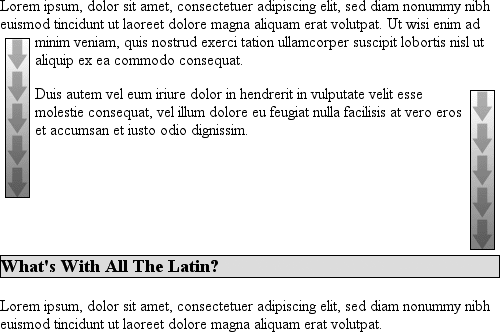 Lorem ipsum, dolor sit amet, consectetuer adipiscing elit, sed diam nonummy nibh
euismod tincidunt ut laoreet dolore magna aliquam erat volutpat. Ut wisi enim ad
minim veniam, quis nostrud exerci tation ullamcorper suscipit lobortis nisl ut
aliquip ex ea commodo consequat.
Duis autem vel eum iriure dolor in hendrerit in vulputate velit esse
molestie consequat, vel illum dolore eu feugiat nulla facilisis at vero eros
et accumsan et iusto odio dignissim.
What's With All The Latin?
Lorem ipsum, dolor sit amet, consectetuer adipiscing elit, sed diam nonummy nibh
euismod tincidunt ut laoreet dolore magna aliquam erat volutpat.